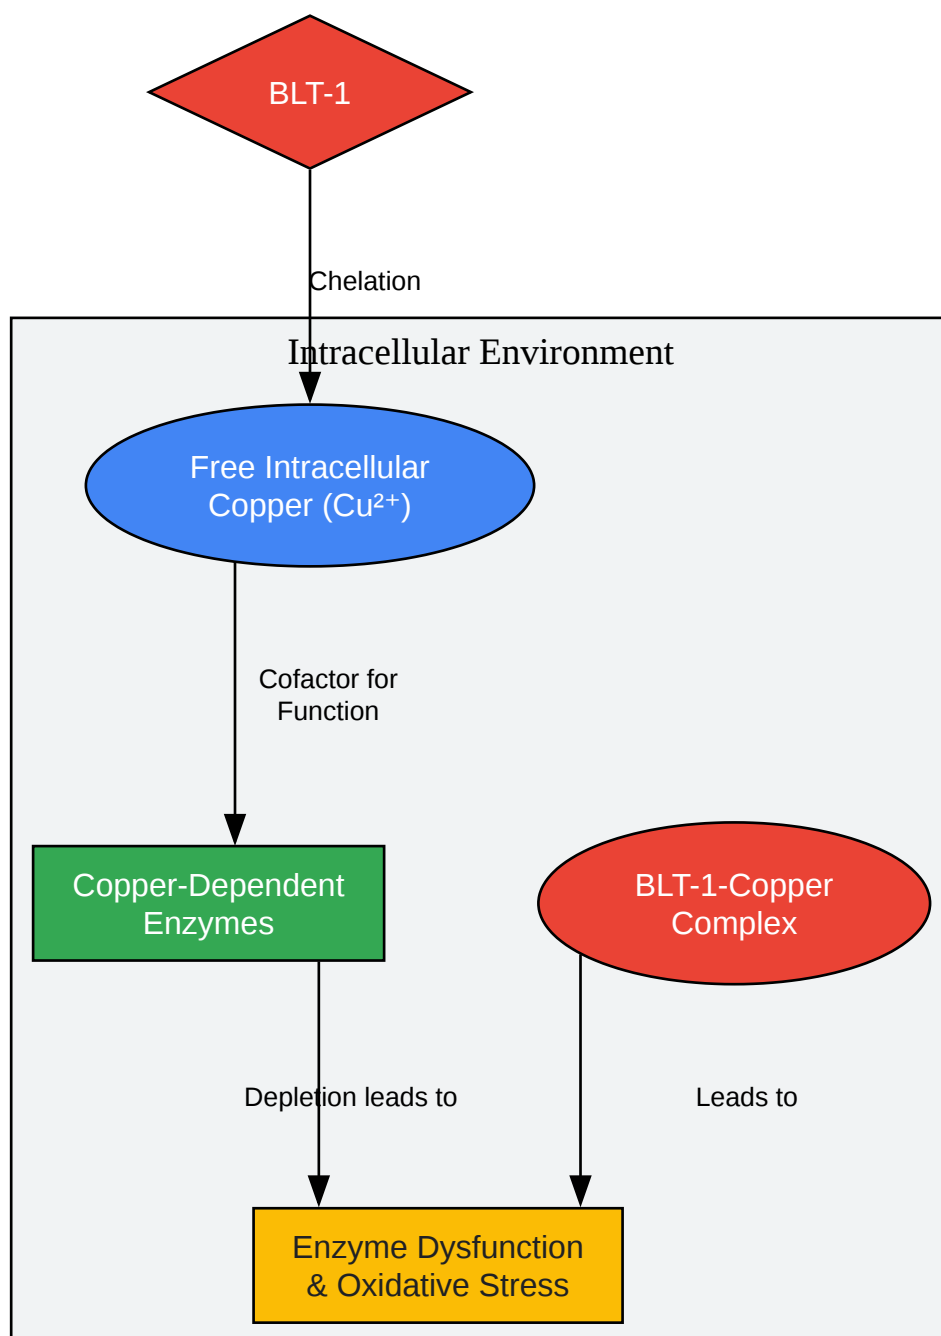 BLT-1
Chelation
Intracellular Environment
Free Intracellular
Copper (Cu²⁺)
Cofactor for
Function
Copper-Dependent
Enzymes
BLT-1-Copper
Complex
Depletion leads to
Leads to
Enzyme Dysfunction
& Oxidative Stress